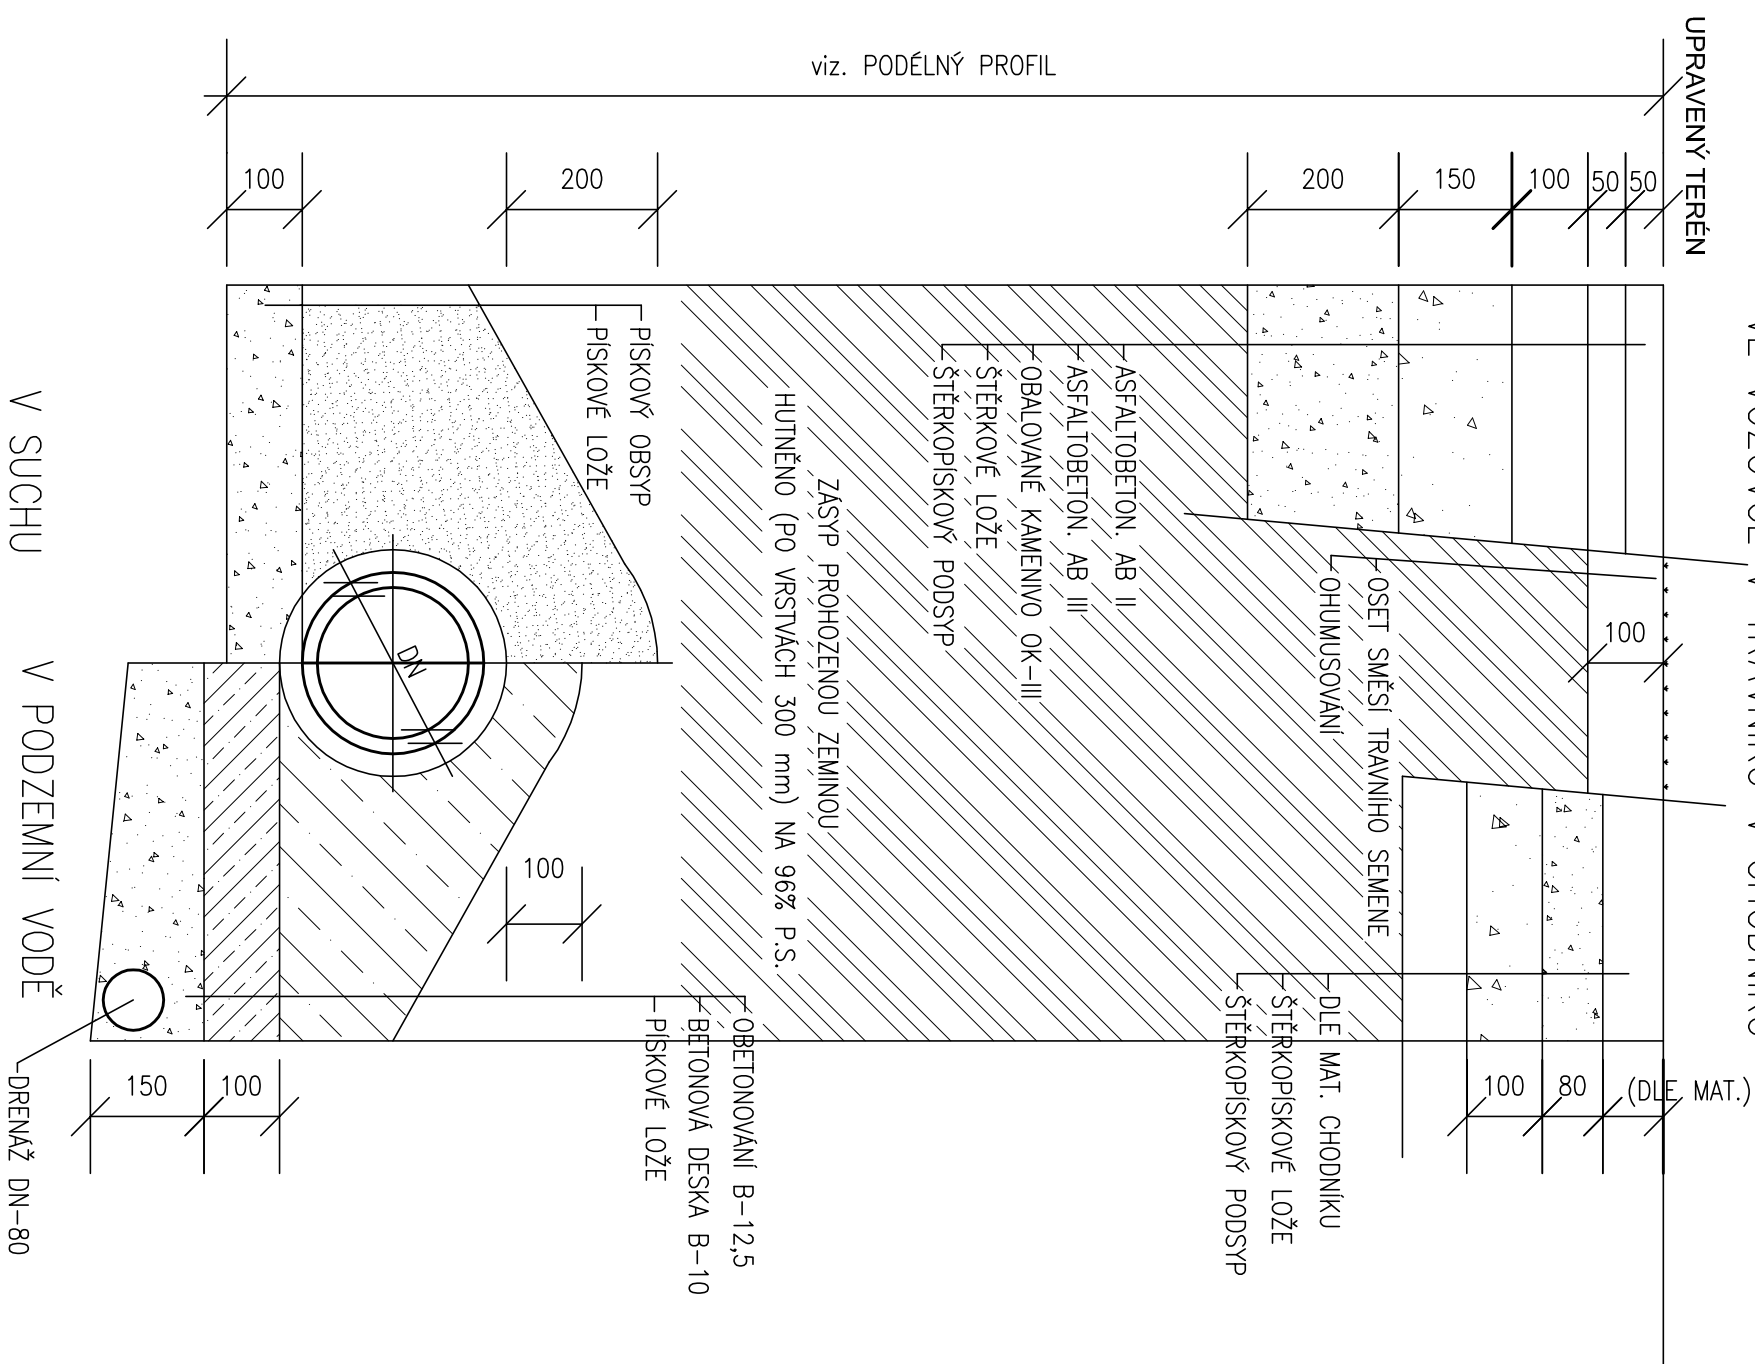 UPRAVENÝ TERÉN
viz. PODÉLNÝ PROFIL
50
50
100
150
200
200
100
100
ASFALTOBETON. AB II
ASFALTOBETON. AB III
OBALOVANÉ KAMENIVO OK-III
ŠTĚRKOVÉ LOŽE
ŠTĚRKOPÍSKOVÝ PODSYP
OSET SMĚSÍ TRAVNÍHO SEMENE
OHUMUSOVÁNÍ
(DLE MAT.)
80
100
DLE MAT. CHODNÍKU
ŠTĚRKOPÍSKOVÉ LOŽE
ŠTĚRKOPÍSKOVÝ PODSYP
ZÁSYP PROHOZENOU ZEMINOU
HUTNĚNO (PO VRSTVÁCH 300 mm) NA 96% P.S.
PÍSKOVÝ OBSYP
PÍSKOVÉ LOŽE
DN
100
OBETONOVÁNÍ B-12,5
BETONOVÁ DESKA B-10
PÍSKOVÉ LOŽE
100
150
DRENÁŽ DN-80
V SUCHU
V PODZEMNÍ VODĚ